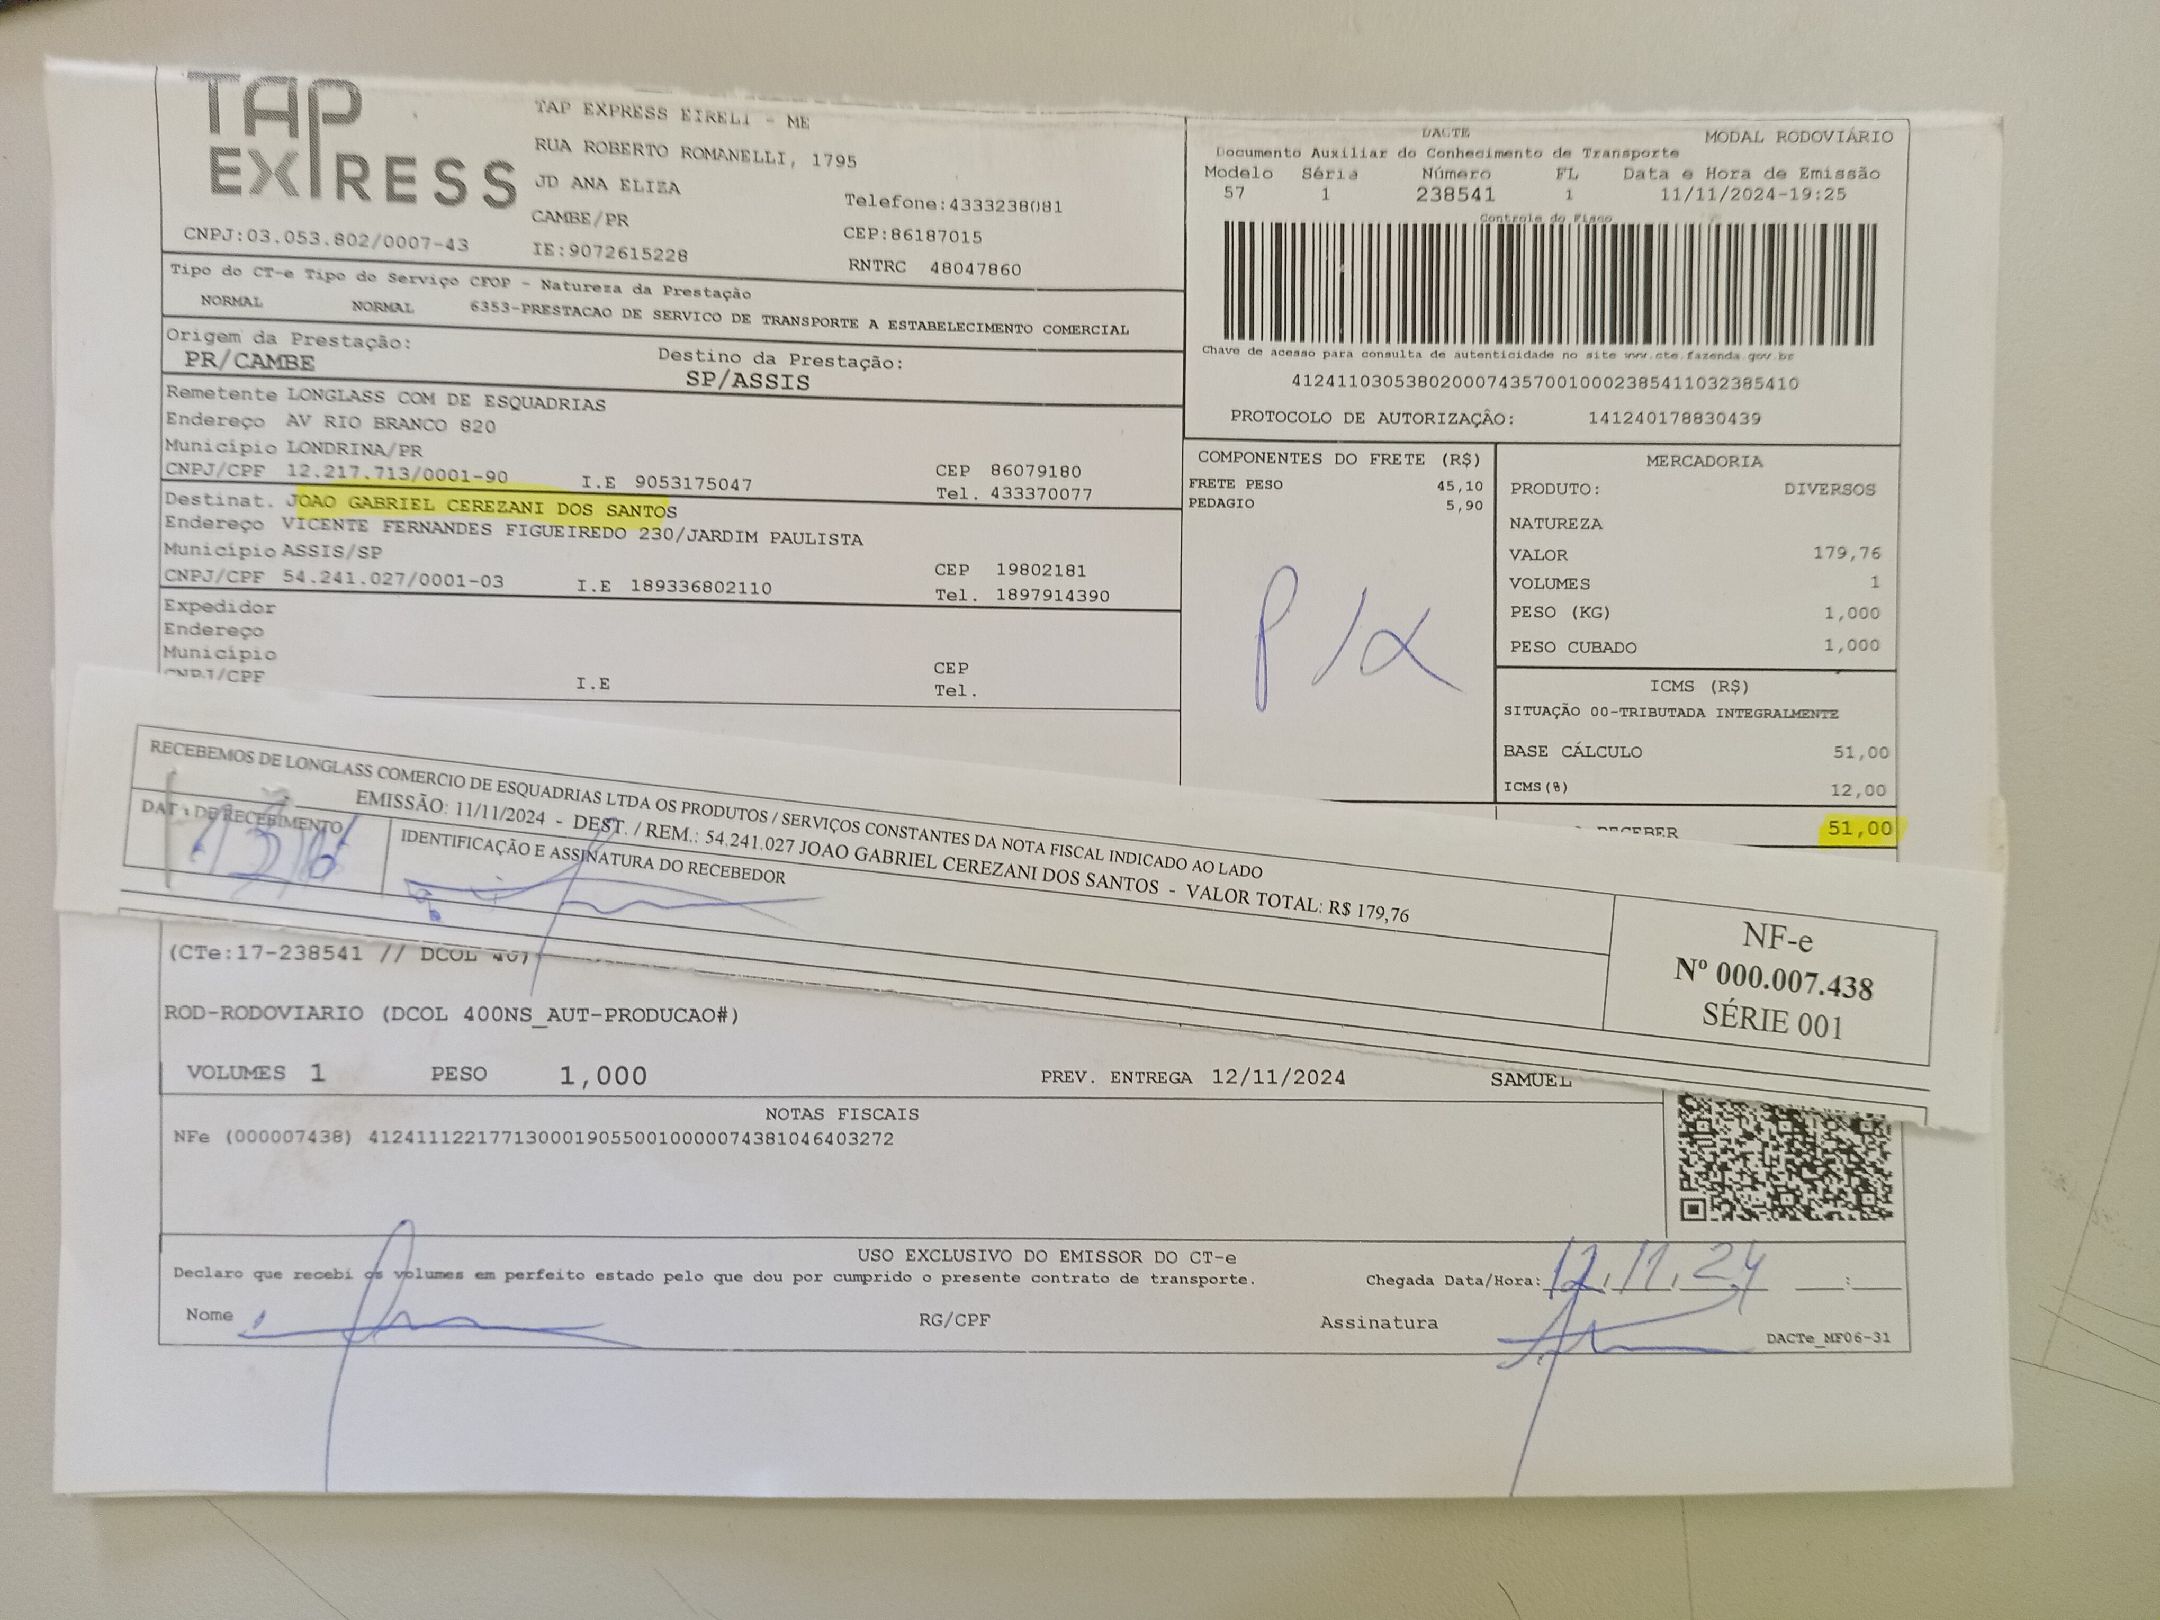 TAP EXPRESS
TAP EXPRESS EIRELI - ME
RUA ROBERTO ROMANELLI, 1795
JD ANA ELIZA
CAMBE/PR
Telefone:4333238081
CEP:86187015
CNPJ:03.053.802/0007-43
IE:9072615228
RNTRC 48047860
DACTE
MODAL RODOVIÁRIO
Documento Auxiliar do Conhecimento de Transporte
Modelo Séria Número FL Data e Hora de Emissão
57 1 238541 1 11/11/2024-19:25
Controle do Fisco
Chave de acesso para consulta de autenticidade no site www.cte.fazenda.gov.br
41241103053802000743570010002385411032385410
PROTOCOLO DE AUTORIZAÇÃO: 141240178830439
Tipo do CT-e Tipo do Serviço CFOP - Natureza da Prestação
NORMAL NORMAL 6353-PRESTACAO DE SERVICO DE TRANSPORTE A ESTABELECIMENTO COMERCIAL
Origem da Prestação: Destino da Prestação:
PR/CAMBE SP/ASSIS
Remetente LONGLASS COM DE ESQUADRIAS
Endereço AV RIO BRANCO 820
Município LONDRINA/PR
CNPJ/CPF 12.217.713/0001-90 I.E 9053175047
CEP 86079180
Tel. 433370077
Destinat. JOAO GABRIEL CEREZANI DOS SANTOS
Endereço VICENTE FERNANDES FIGUEIREDO 230/JARDIM PAULISTA
Município ASSIS/SP
CNPJ/CPF 54.241.027/0001-03 I.E 189336802110
CEP 19802181
Tel. 1897914390
Expedidor
Endereço
Município
CNPJ/CPF I.E
CEP
Tel.
COMPONENTES DO FRETE (R$)
FRETE PESO 45,10
PEDAGIO 5,90
MERCADORIA
PRODUTO: DIVERSOS
NATUREZA
VALOR 179,76
VOLUMES 1
PESO (KG) 1,000
PESO CUBADO 1,000
ICMS (R$)
SITUAÇÃO 00-TRIBUTADA INTEGRALMENTE
BASE CÁLCULO 51,00
ICMS(%) 12,00
RECEBER 51,00
RECEBEMOS DE LONGLASS COMERCIO DE ESQUADRIAS LTDA OS PRODUTOS / SERVIÇOS CONSTANTES DA NOTA FISCAL INDICADO AO LADO
EMISSÃO: 11/11/2024 - DEST. / REM.: 54.241.027 JOAO GABRIEL CEREZANI DOS SANTOS - VALOR TOTAL: R$ 179,76
DATA DE RECEBIMENTO
IDENTIFICAÇÃO E ASSINATURA DO RECEBEDOR
NF-e
Nº 000.007.438
SÉRIE 001
(CTe:17-238541 // DCOL
ROD-RODOVIARIO (DCOL 400NS_AUT-PRODUCAO#)
VOLUMES 1 PESO 1,000 PREV. ENTREGA 12/11/2024 SAMUEL
NOTAS FISCAIS
NFe (000007438) 41241112217713000190550010000074381046403272
USO EXCLUSIVO DO EMISSOR DO CT-e
Declaro que recebi os volumes em perfeito estado pelo que dou por cumprido o presente contrato de transporte.
Chegada Data/Hora: 12.11.24 :
Nome RG/CPF Assinatura
DACTe_MF06-31